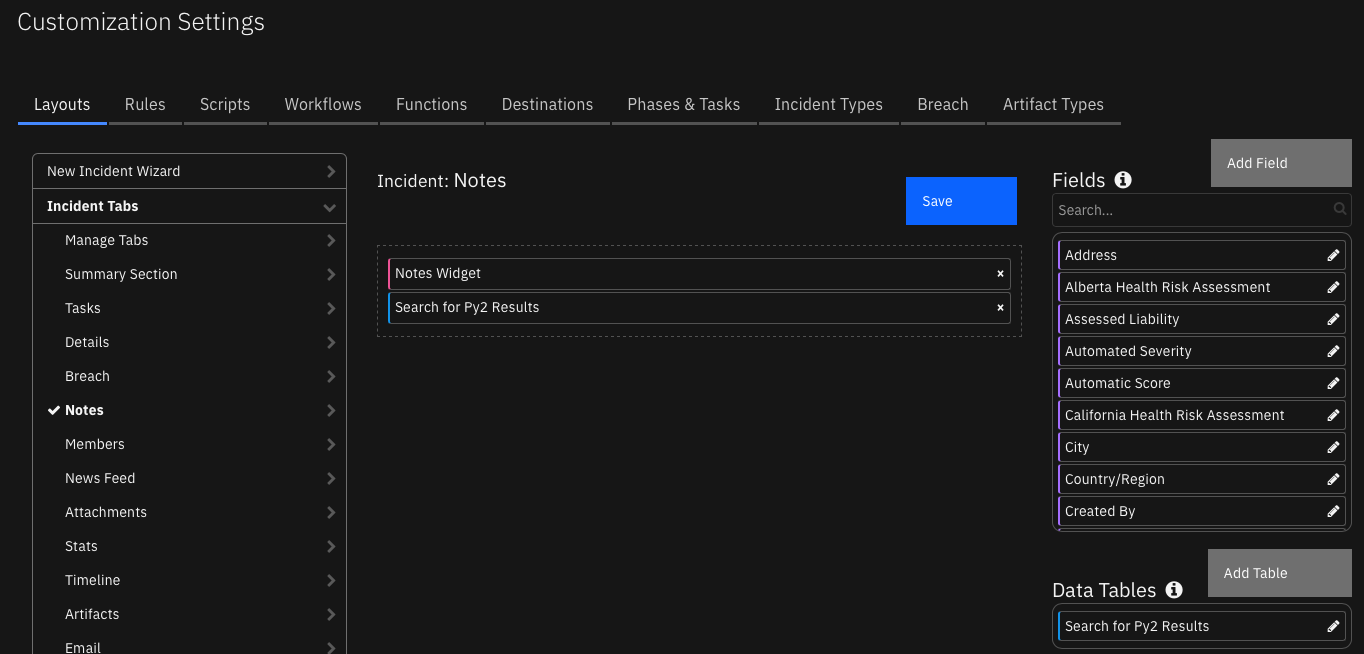 Customization Settings
Layouts Rules Scripts Workflows Functions Destinations Phases & Tasks Incident Types Breach Artifact Types
New Incident Wizard
Incident Tabs
Manage Tabs
Summary Section
Tasks
Details
Breach
Notes
Members
News Feed
Attachments
Stats
Timeline
Artifacts
Email
Incident: Notes
Save
Notes Widget ×
Search for Py2 Results ×
Add Field
Fields
Search...
Address
Alberta Health Risk Assessment
Assessed Liability
Automated Severity
Automatic Score
California Health Risk Assessment
City
Country/Region
Created By
Add Table
Data Tables
Search for Py2 Results